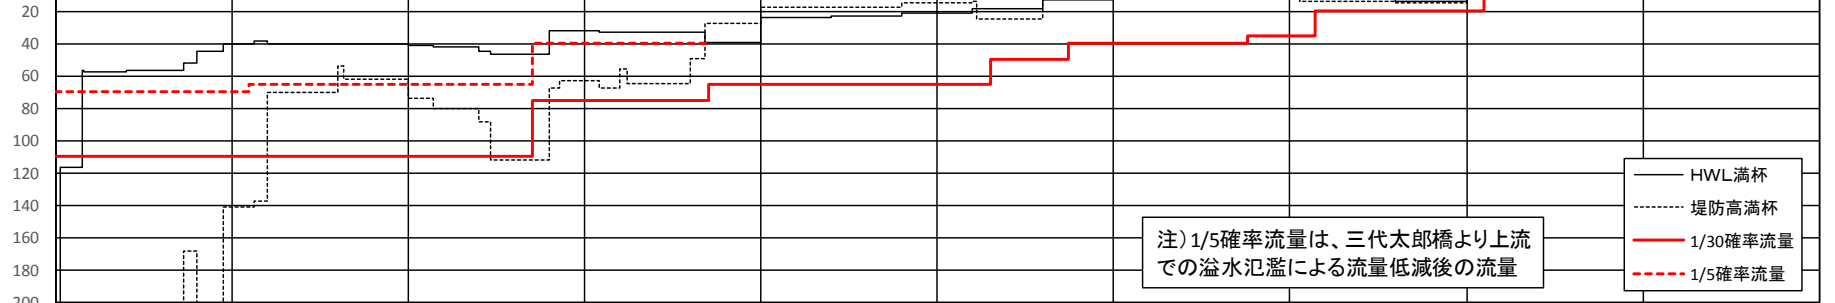 20
40
60
80
100
120
140
160
180
200
注)1/5確率流量は、三代太郎橋より上流
での溢水氾濫による流量低減後の流量
HWL満杯
堤防高満杯
1/30確率流量
1/5確率流量